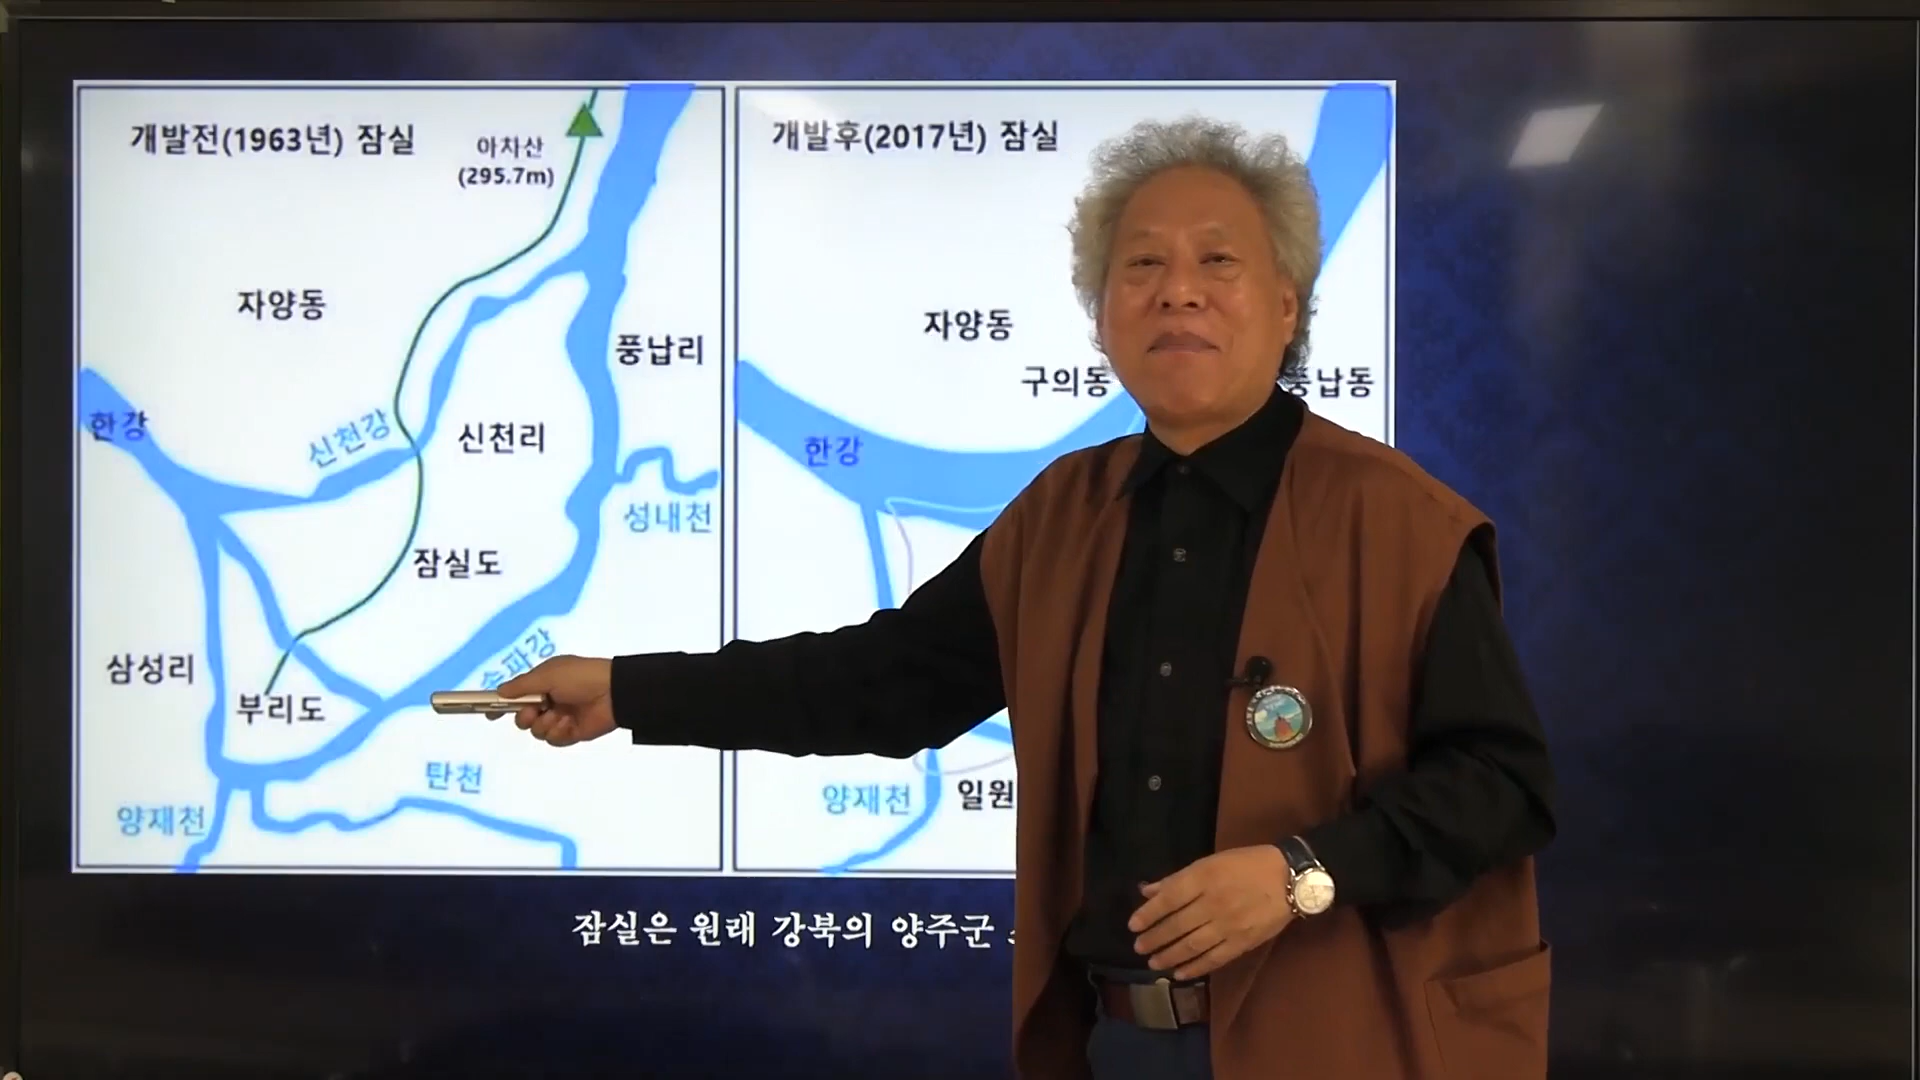 개발전(1963년) 잠실
아차산
(295.7m)
자양동
풍납리
한강
신천강
신천리
성내천
잠실도
송파강
삼성리
부리도
탄천
양재천
개발후(2017년) 잠실
자양동
구의동
풍납동
한강
양재천
일원
잠실은 원래 강북의 양주군